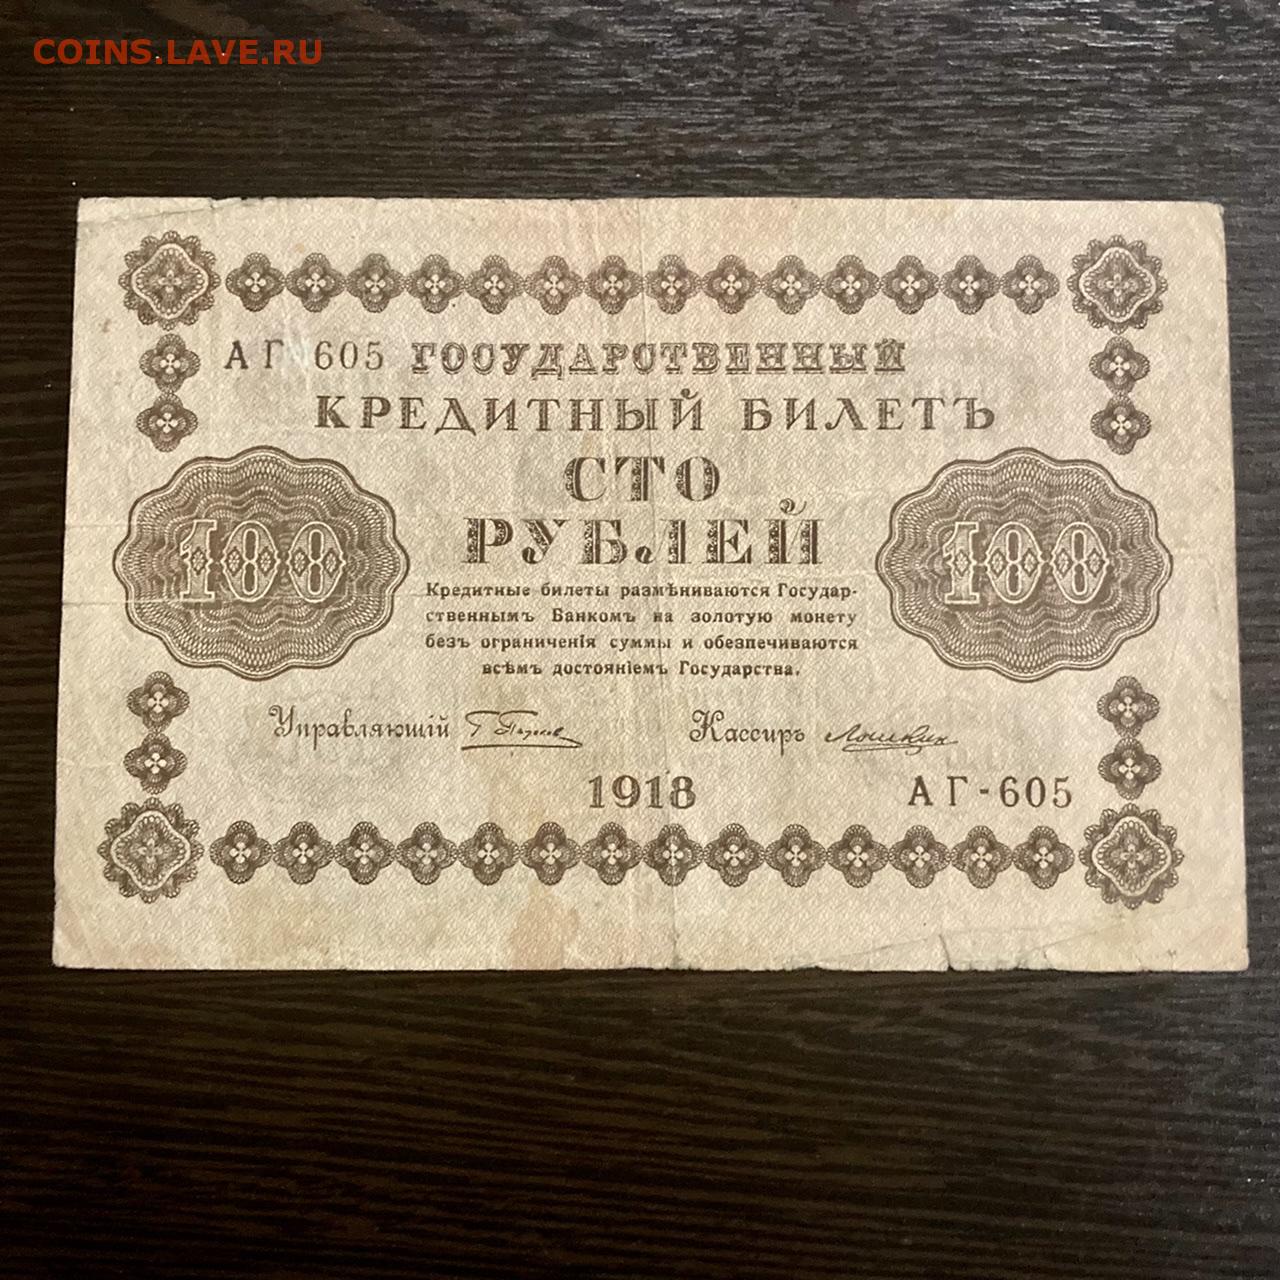 COINS.LAVE.RU
АГ-605 ГОСУДАРСТВЕННЫЙ
КРЕДИТНЫЙ БИЛЕТЪ
СТО
РУБЛЕЙ
100
100
Кредитные билеты размѣниваются Государ-
ственнымъ Банкомъ на золотую монету
безъ ограниченія суммы и обезпечиваются
всѣмъ достояніемъ Государства.
Управляющій Кассиръ
1918 АГ-605